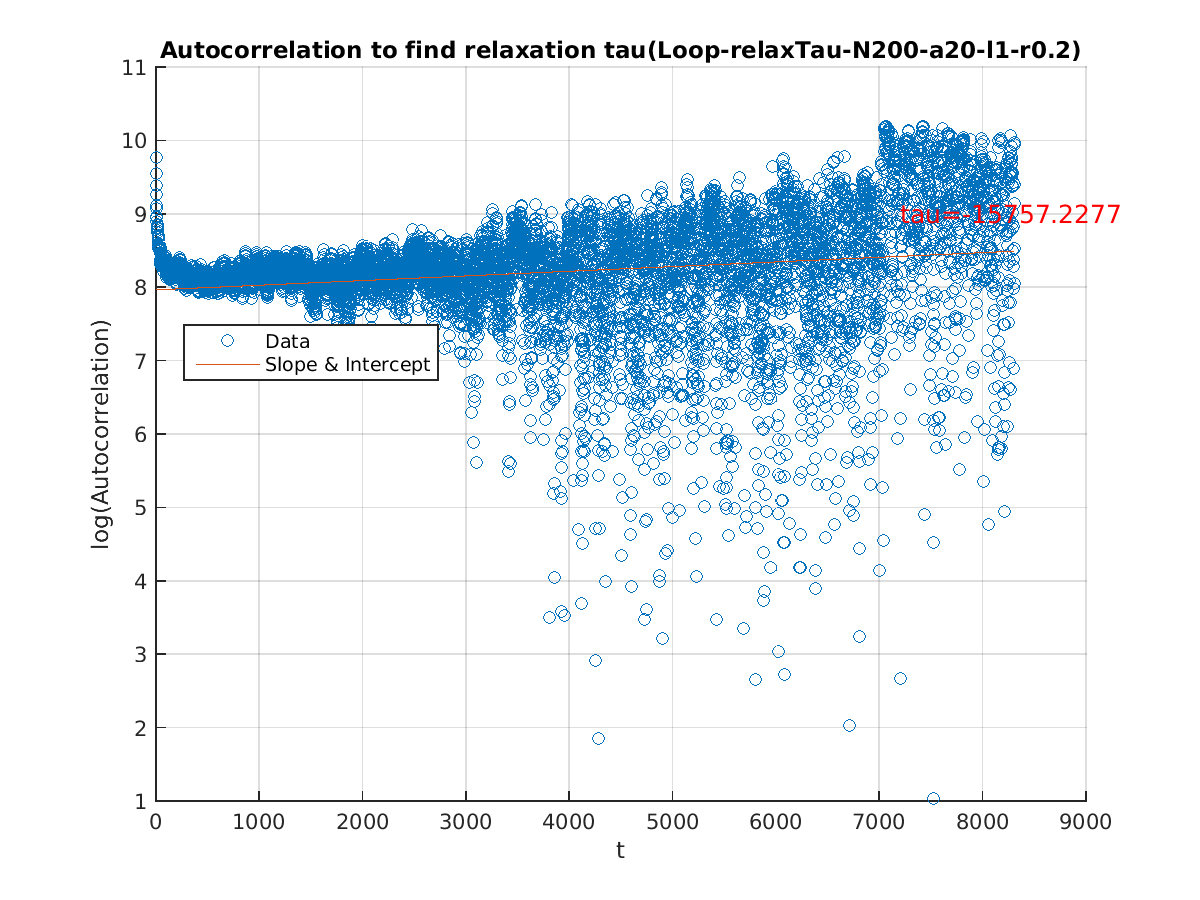 Autocorrelation to find relaxation tau(Loop-relaxTau-N200-a20-l1-r0.2)
11
10
9
8
7
6
5
4
3
2
1
log(Autocorrelation)
tau=-15757.2277
Data
Slope & Intercept
0 1000 2000 3000 4000 5000 6000 7000 8000 9000
t